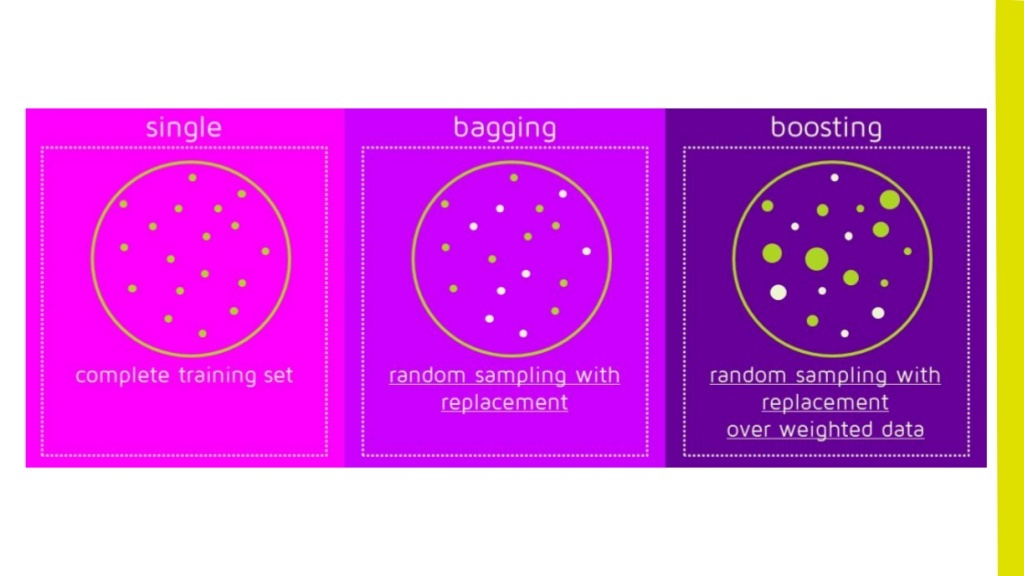 single
complete training set
bagging
random sampling with
replacement
boosting
random sampling with
replacement
over weighted data